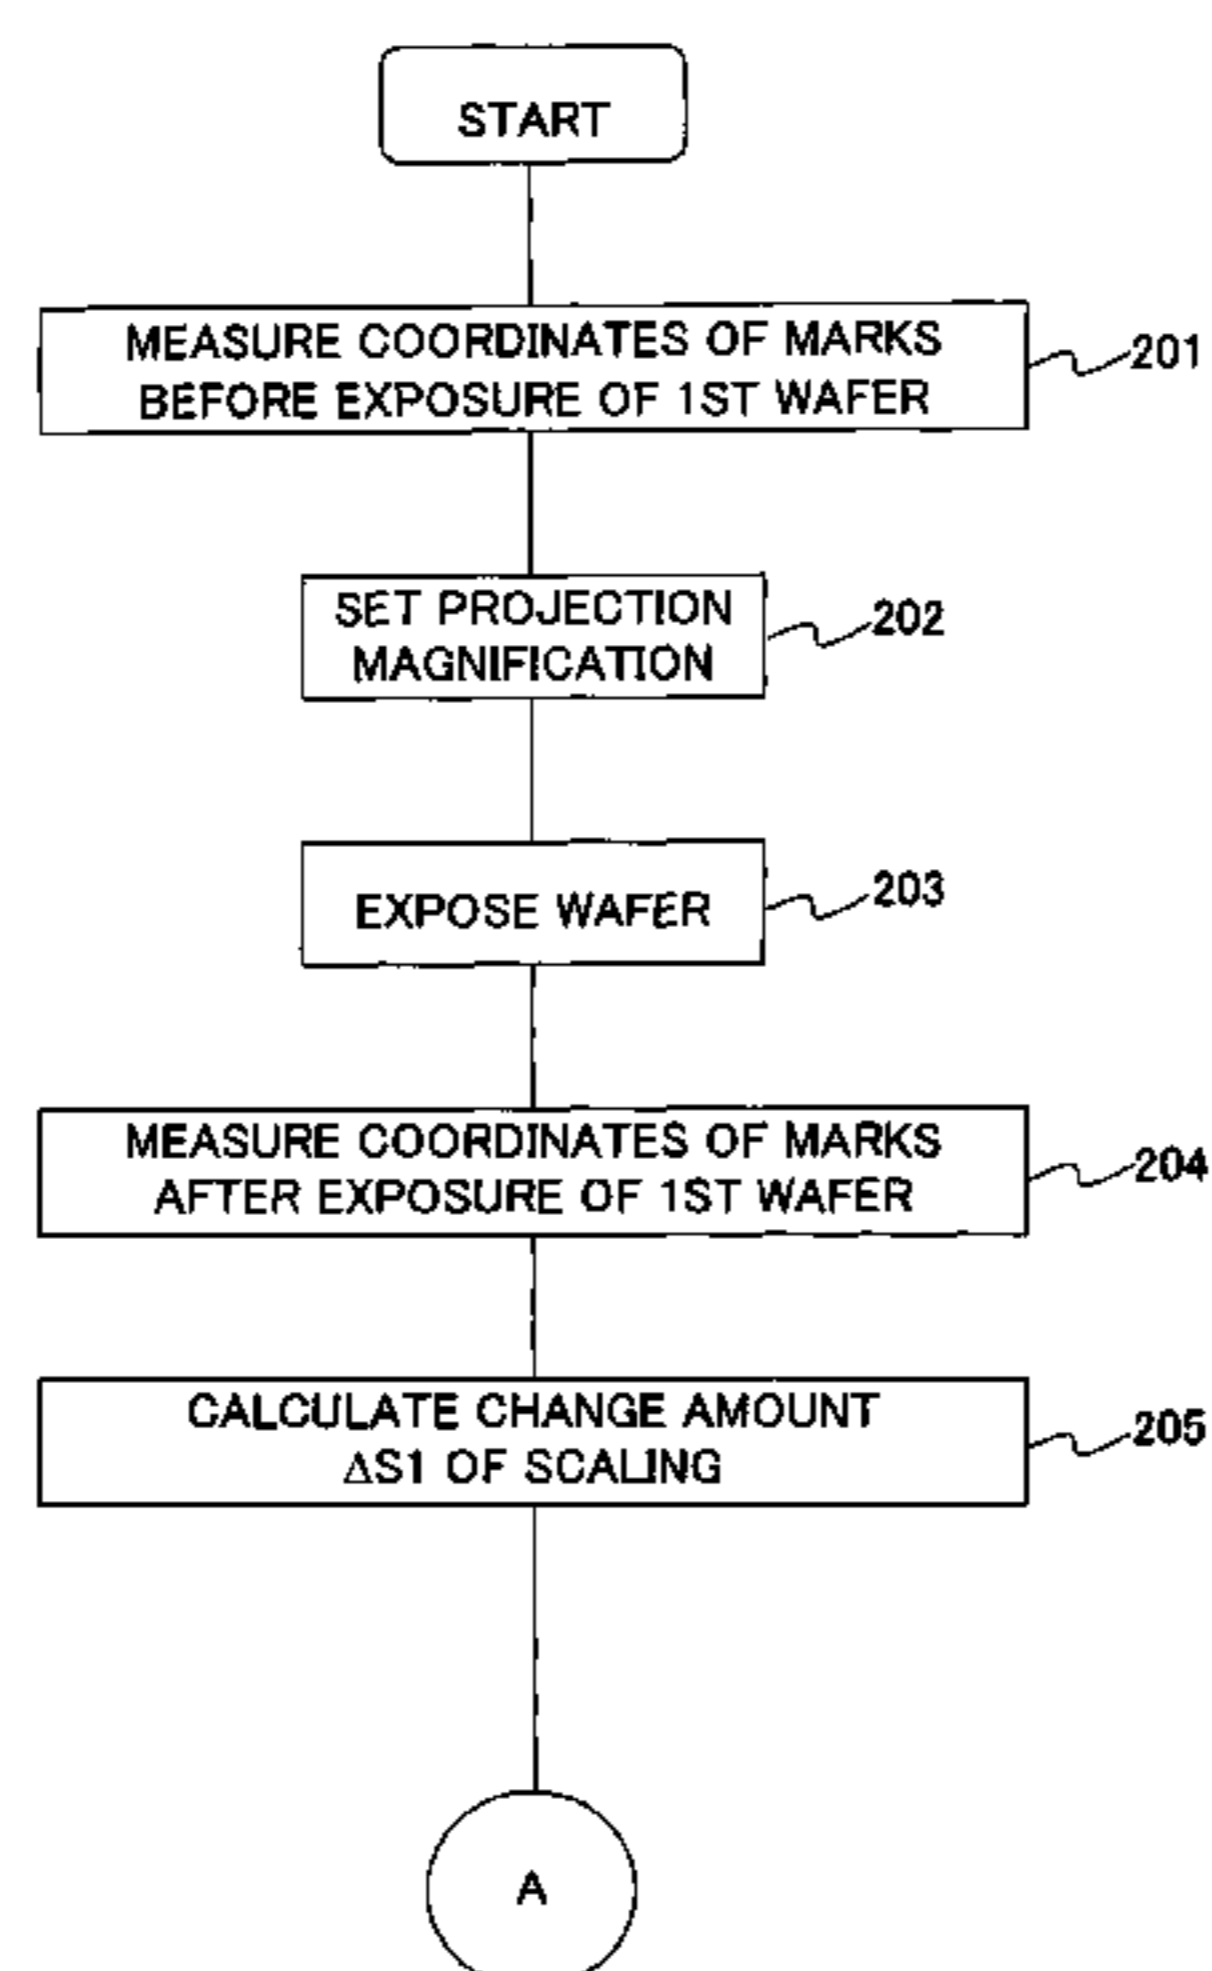 START
MEASURE COORDINATES OF MARKS
BEFORE EXPOSURE OF 1ST WAFER
201
SET PROJECTION
MAGNIFICATION
202
EXPOSE WAFER
203
MEASURE COORDINATES OF MARKS
AFTER EXPOSURE OF 1ST WAFER
204
CALCULATE CHANGE AMOUNT
ΔS1 OF SCALING
205
A